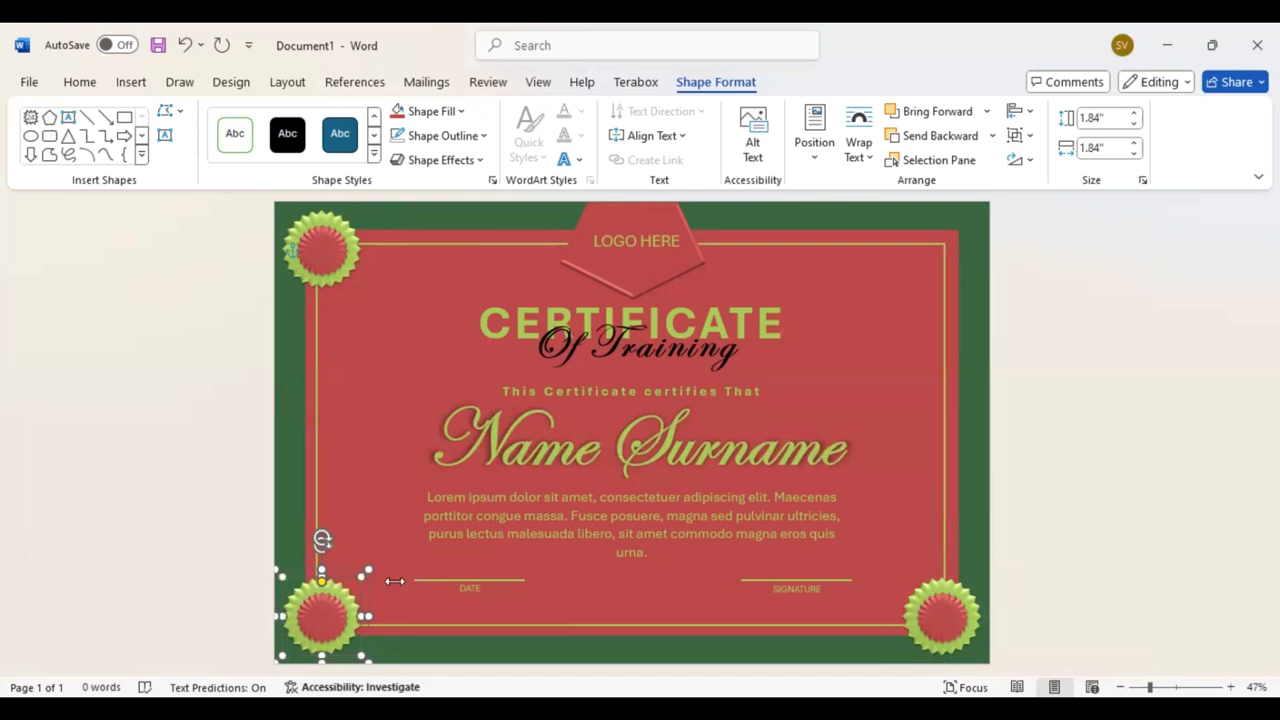 AutoSave Off Document1 - Word Search SV
File Home Insert Draw Design Layout References Mailings Review View Help Terabox Shape Format Comments Editing Share
Abc Abc Abc
Shape Fill
Shape Outline
Shape Effects
Quick Styles
Text Direction
Align Text
Create Link
Alt Text
Position
Wrap Text
Bring Forward
Send Backward
Selection Pane
1.84"
1.84"
Insert Shapes Shape Styles WordArt Styles Text Accessibility Arrange Size
LOGO HERE
CERTIFICATE
Of Training
This Certificate certifies That
Name Surname
Lorem ipsum dolor sit amet, consectetuer adipiscing elit. Maecenas
porttitor congue massa. Fusce posuere, magna sed pulvinar ultricies,
purus lectus malesuada libero, sit amet commodo magna eros quis
urna.
DATE SIGNATURE
Page 1 of 1 0 words Text Predictions: On Accessibility: Investigate Focus 47%